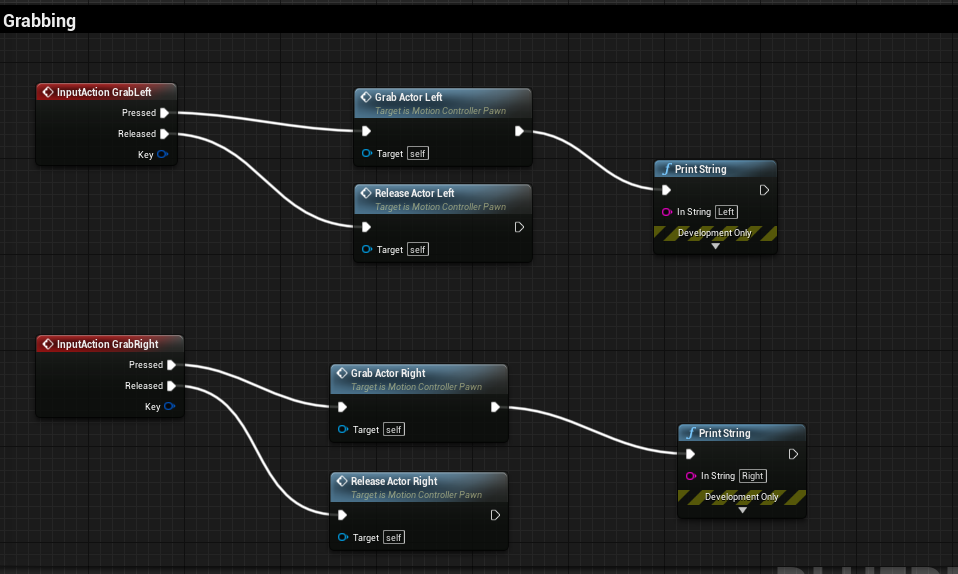 Grabbing
InputAction GrabLeft
Pressed
Released
Key
Grab Actor Left
Target is Motion Controller Pawn
Target self
Release Actor Left
Target is Motion Controller Pawn
Target self
Print String
In String Left
Development Only
InputAction GrabRight
Pressed
Released
Key
Grab Actor Right
Target is Motion Controller Pawn
Target self
Release Actor Right
Target is Motion Controller Pawn
Target self
Print String
In String Right
Development Only